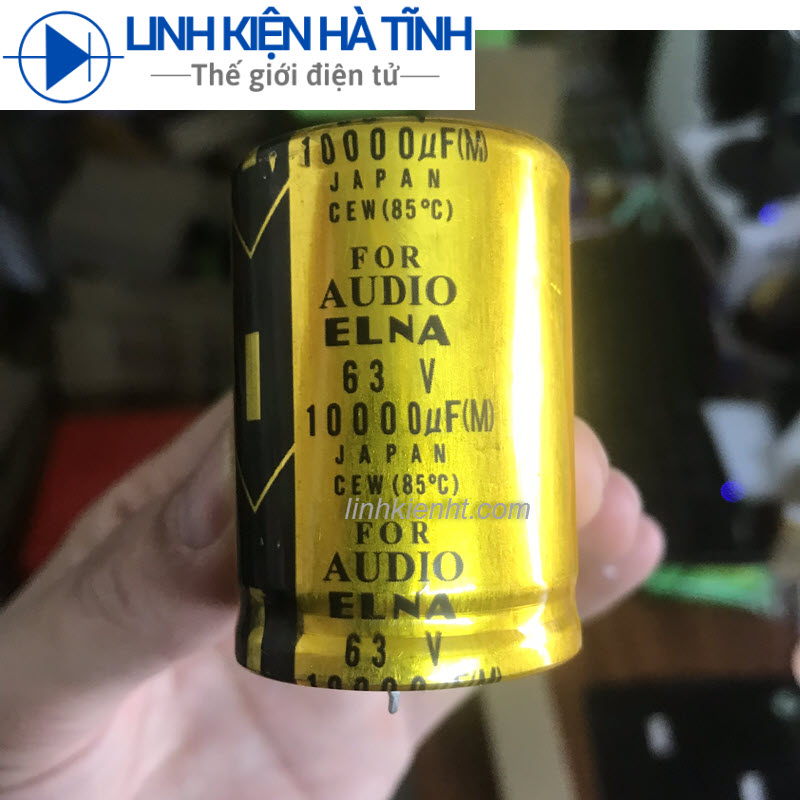 LINH KIỆN HÀ TĨNH
Thế giới điện tử
10000μF(M)
JAPAN
CEW(85°C)
FOR
AUDIO
ELNA
63 V
10000μF(M)
JAPAN
CEW(85°C)
linhkienht.com
FOR
AUDIO
ELNA
63 V
10000μF(M)